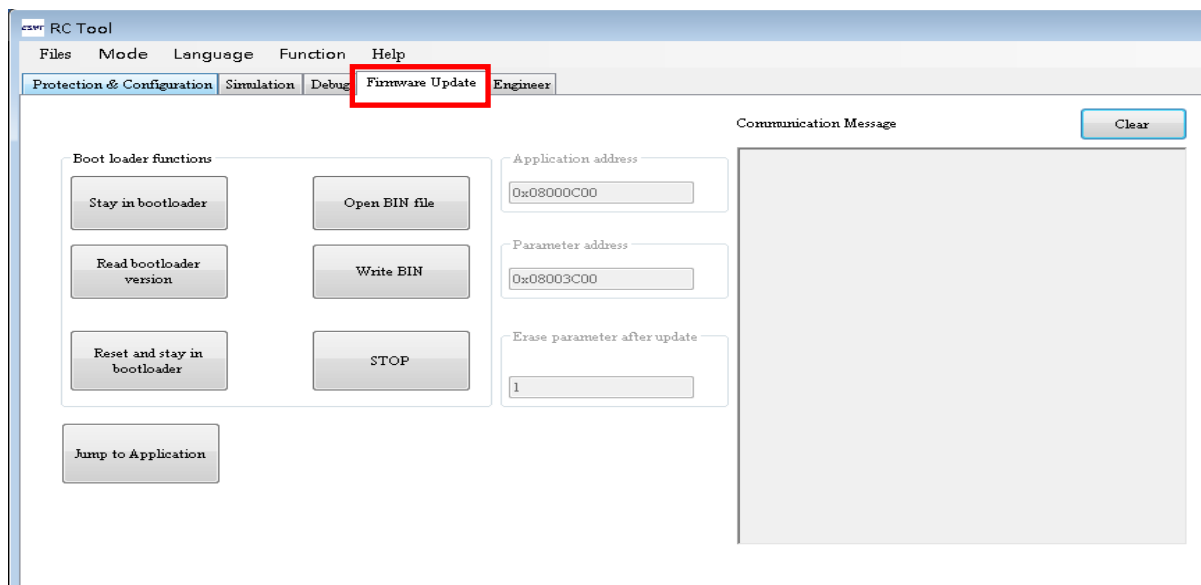 RC Tool
Files Mode Language Function Help
Protection & Configuration Simulation Debug Firmware Update Engineer
Communication Message Clear
Boot loader functions
Stay in bootloader
Open BIN file
Read bootloader
version
Write BIN
Reset and stay in
bootloader
STOP
Jump to Application
Application address
0x08000C00
Parameter address
0x08003C00
Erase parameter after update
1